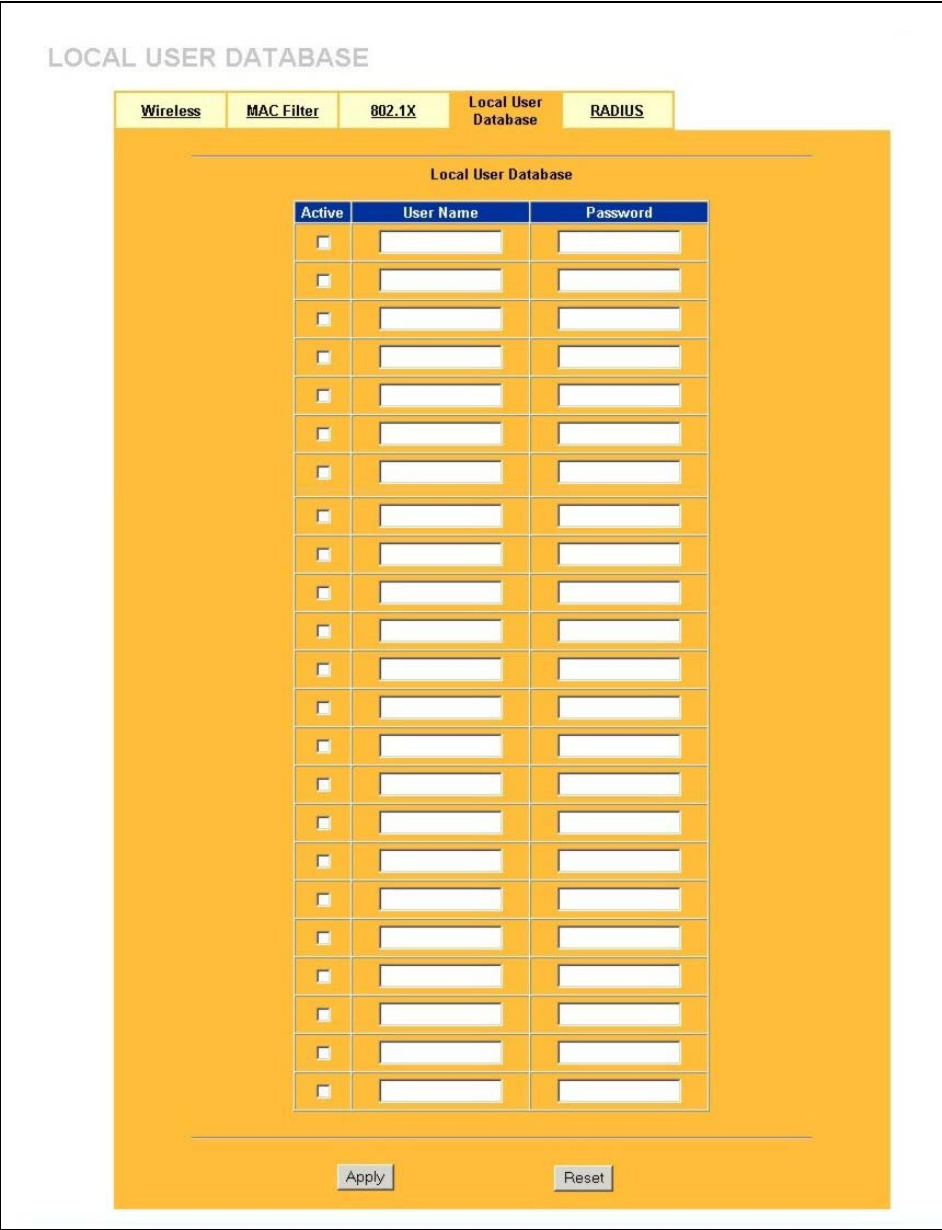 LOCAL USER DATABASE
Wireless MAC Filter 802.1X Local User Database RADIUS
Local User Database
Active User Name Password
Apply Reset